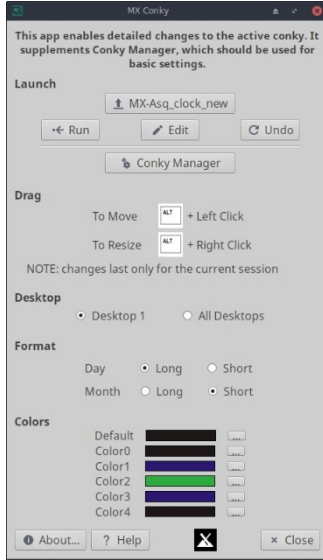 MX Conky
This app enables detailed changes to the active conky. It
supplements Conky Manager, which should be used for
basic settings.
Launch
MX-Asq_clock_new
Run Edit Undo
Conky Manager
Drag
To Move ALT + Left Click
To Resize ALT + Right Click
NOTE: changes last only for the current session
Desktop
Desktop 1 All Desktops
Format
Day Long Short
Month Long Short
Colors
Default ...
Color0 ...
Color1 ...
Color2 ...
Color3 ...
Color4 ...
About... ? Help Close